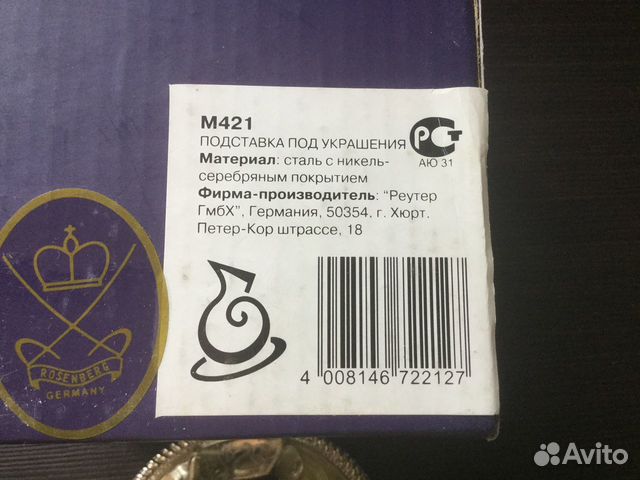 М421
ПОДСТАВКА ПОД УКРАШЕНИЯ
Материал: сталь с никель-
серебряным покрытием
Фирма-производитель: “Реутер
ГмбХ”, Германия, 50354, г. Хюрт.
Петер-Кор штрассе, 18
РСТ
АЮ 31
4 008146 722127
ROSENBERG
GERMANY
Avito